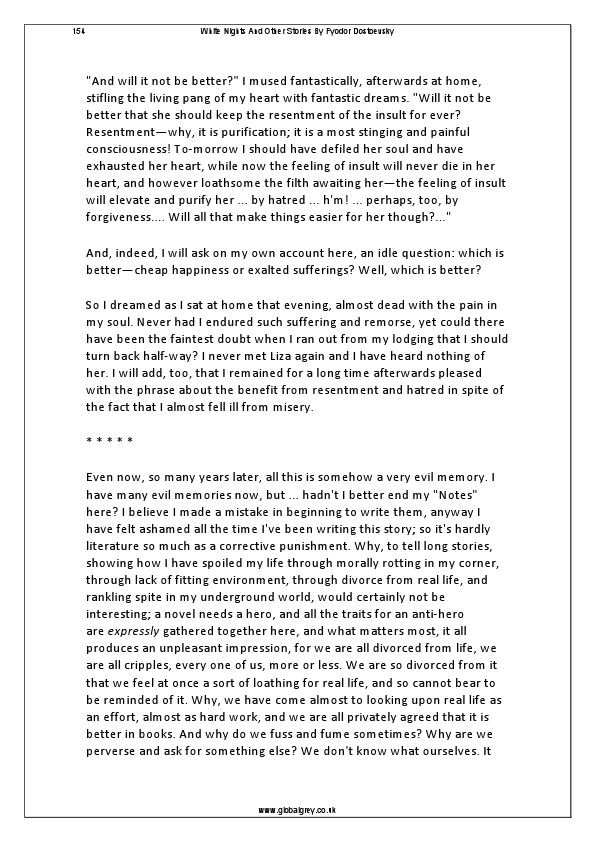 154 White Nights And Other Stories By Fyodor Dostoevsky
"And will it not be better?" I mused fantastically, afterwards at home,
stifling the living pang of my heart with fantastic dreams. "Will it not be
better that she should keep the resentment of the insult for ever?
Resentment—why, it is purification; it is a most stinging and painful
consciousness! To-morrow I should have defiled her soul and have
exhausted her heart, while now the feeling of insult will never die in her
heart, and however loathsome the filth awaiting her—the feeling of insult
will elevate and purify her ... by hatred ... h'm! ... perhaps, too, by
forgiveness.... Will all that make things easier for her though?..."
And, indeed, I will ask on my own account here, an idle question: which is
better—cheap happiness or exalted sufferings? Well, which is better?
So I dreamed as I sat at home that evening, almost dead with the pain in
my soul. Never had I endured such suffering and remorse, yet could there
have been the faintest doubt when I ran out from my lodging that I should
turn back half-way? I never met Liza again and I have heard nothing of
her. I will add, too, that I remained for a long time afterwards pleased
with the phrase about the benefit from resentment and hatred in spite of
the fact that I almost fell ill from misery.
* * * * *
Even now, so many years later, all this is somehow a very evil memory. I
have many evil memories now, but ... hadn't I better end my "Notes"
here? I believe I made a mistake in beginning to write them, anyway I
have felt ashamed all the time I've been writing this story; so it's hardly
literature so much as a corrective punishment. Why, to tell long stories,
showing how I have spoiled my life through morally rotting in my corner,
through lack of fitting environment, through divorce from real life, and
rankling spite in my underground world, would certainly not be
interesting; a novel needs a hero, and all the traits for an anti-hero
are expressly gathered together here, and what matters most, it all
produces an unpleasant impression, for we are all divorced from life, we
are all cripples, every one of us, more or less. We are so divorced from it
that we feel at once a sort of loathing for real life, and so cannot bear to
be reminded of it. Why, we have come almost to looking upon real life as
an effort, almost as hard work, and we are all privately agreed that it is
better in books. And why do we fuss and fume sometimes? Why are we
perverse and ask for something else? We don't know what ourselves. It
www.globalgrey.co.uk